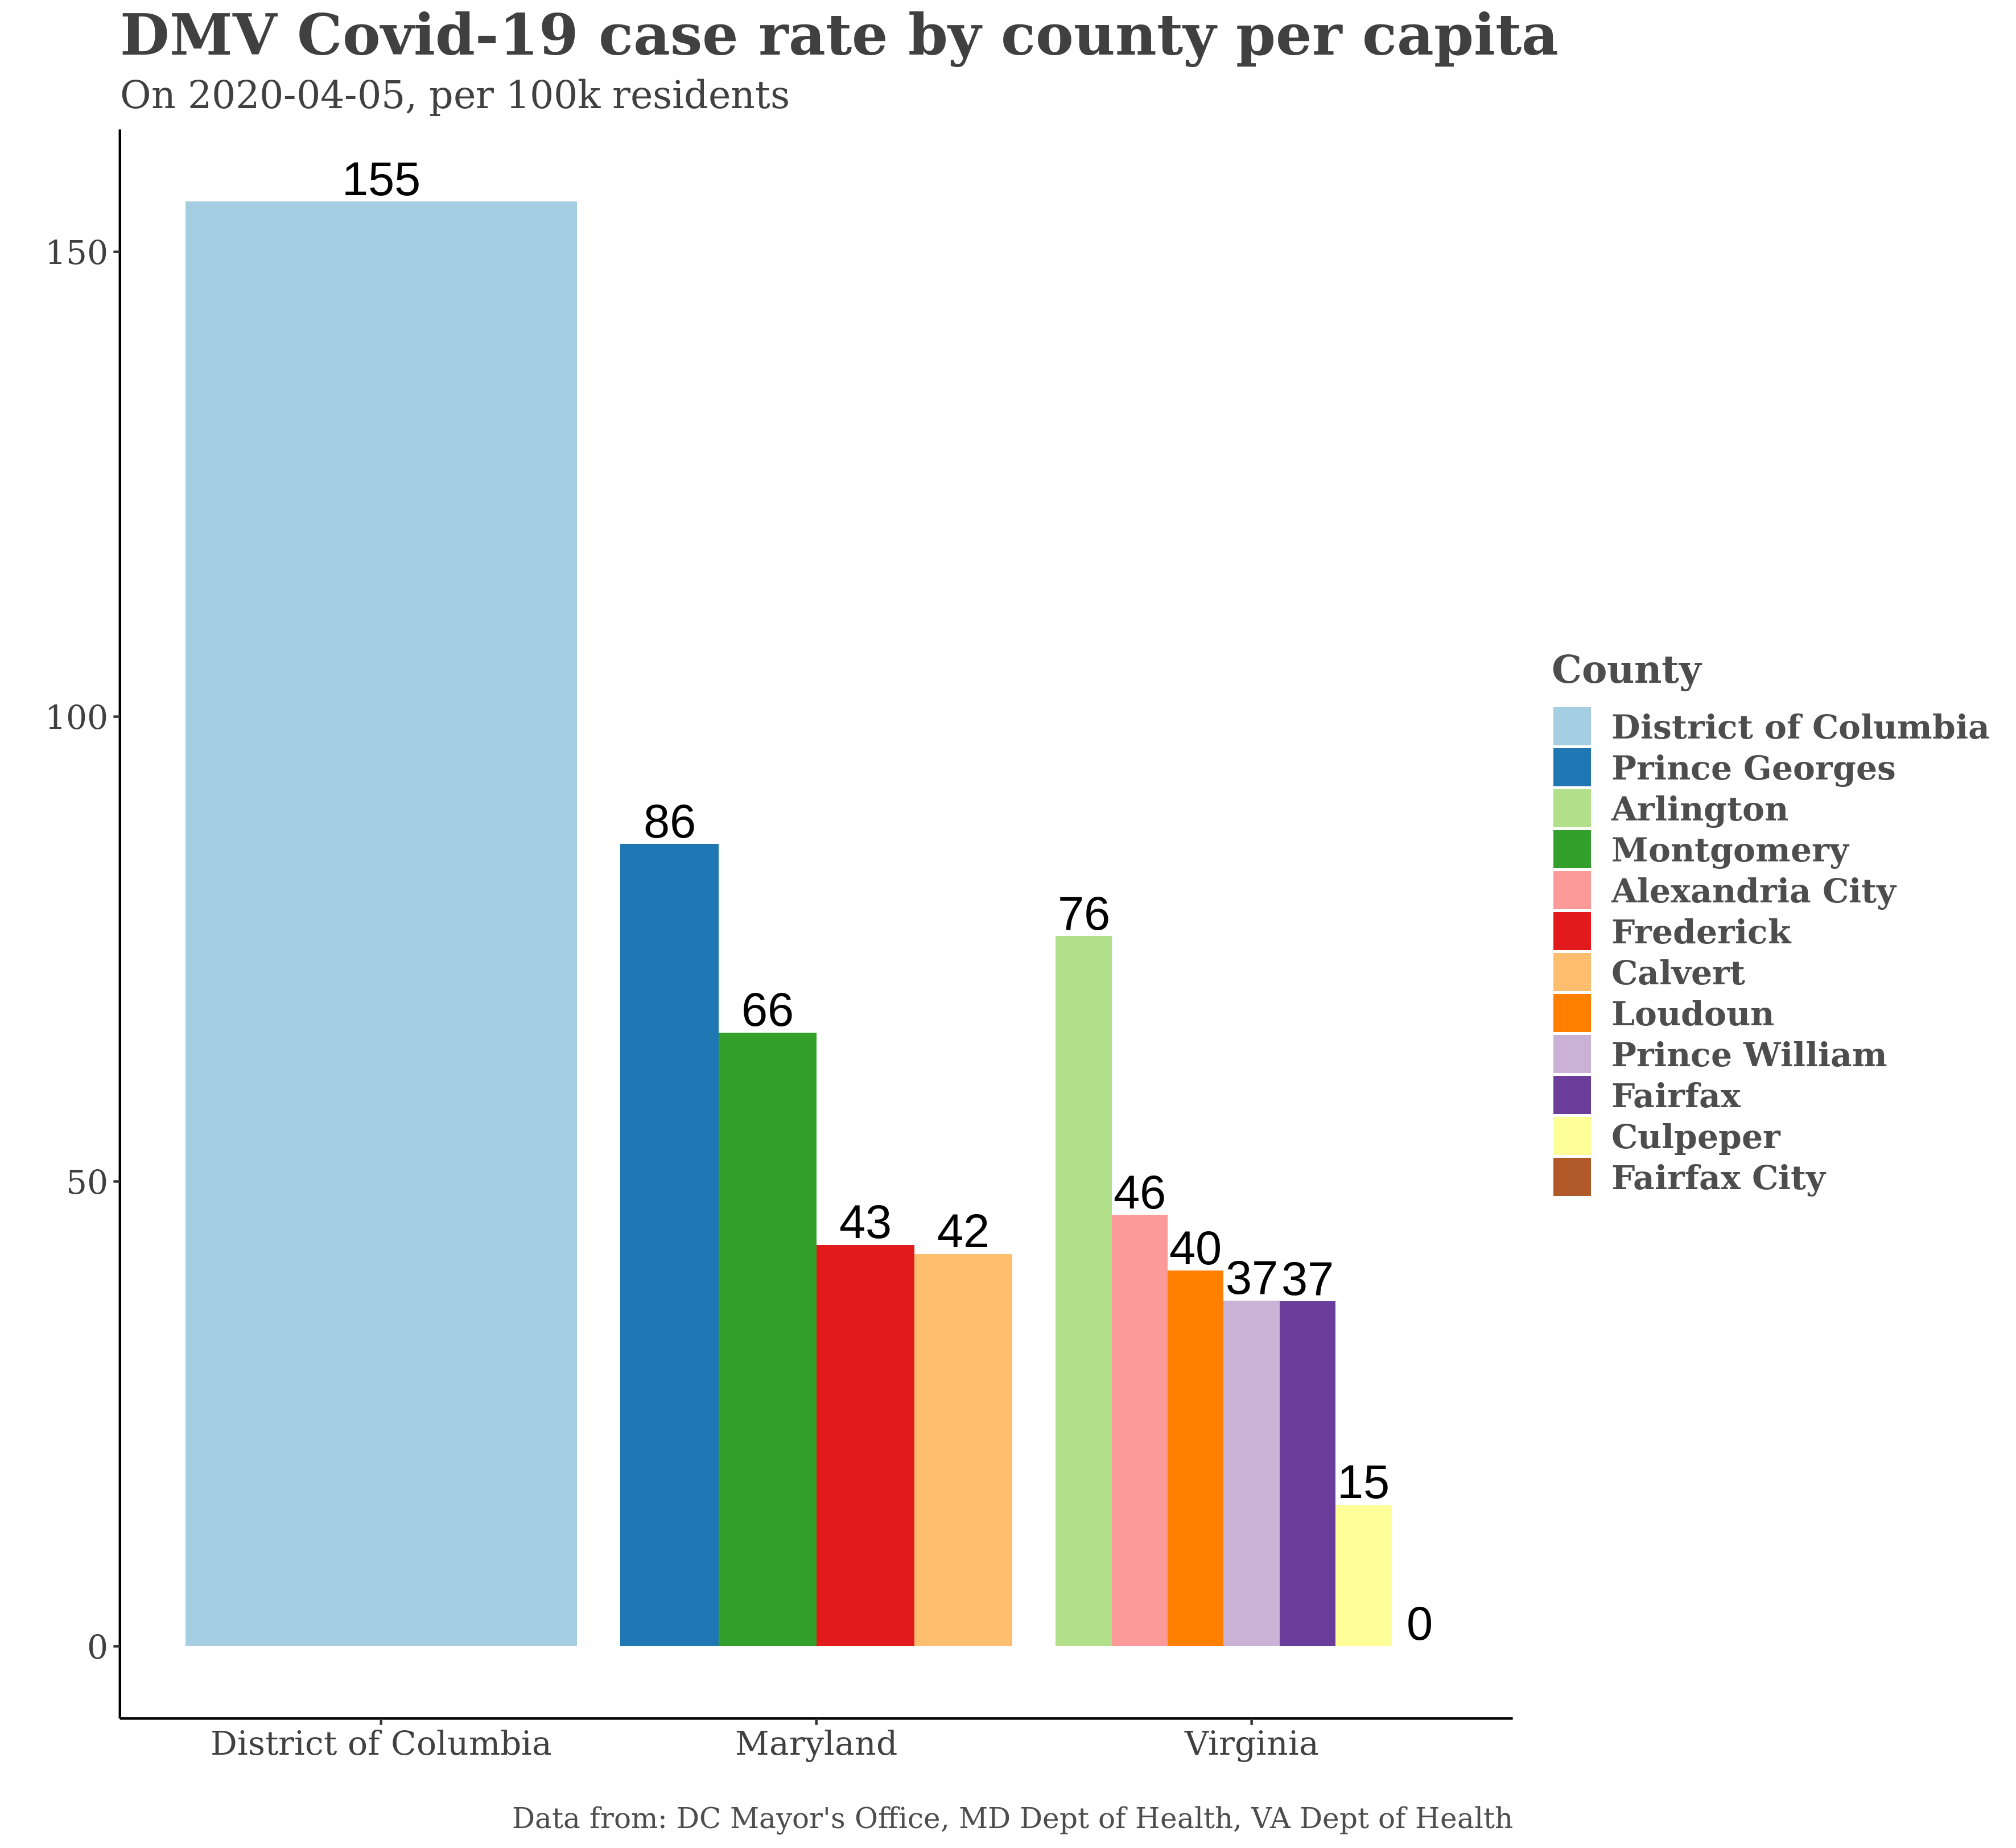 DMV Covid-19 case rate by county per capita
On 2020-04-05, per 100k residents
155
150
100
86
66
43
42
76
46
40
37
37
15
0
50
0
County
District of Columbia
Prince Georges
Arlington
Montgomery
Alexandria City
Frederick
Calvert
Loudoun
Prince William
Fairfax
Culpeper
Fairfax City
District of Columbia
Maryland
Virginia
Data from: DC Mayor's Office, MD Dept of Health, VA Dept of Health